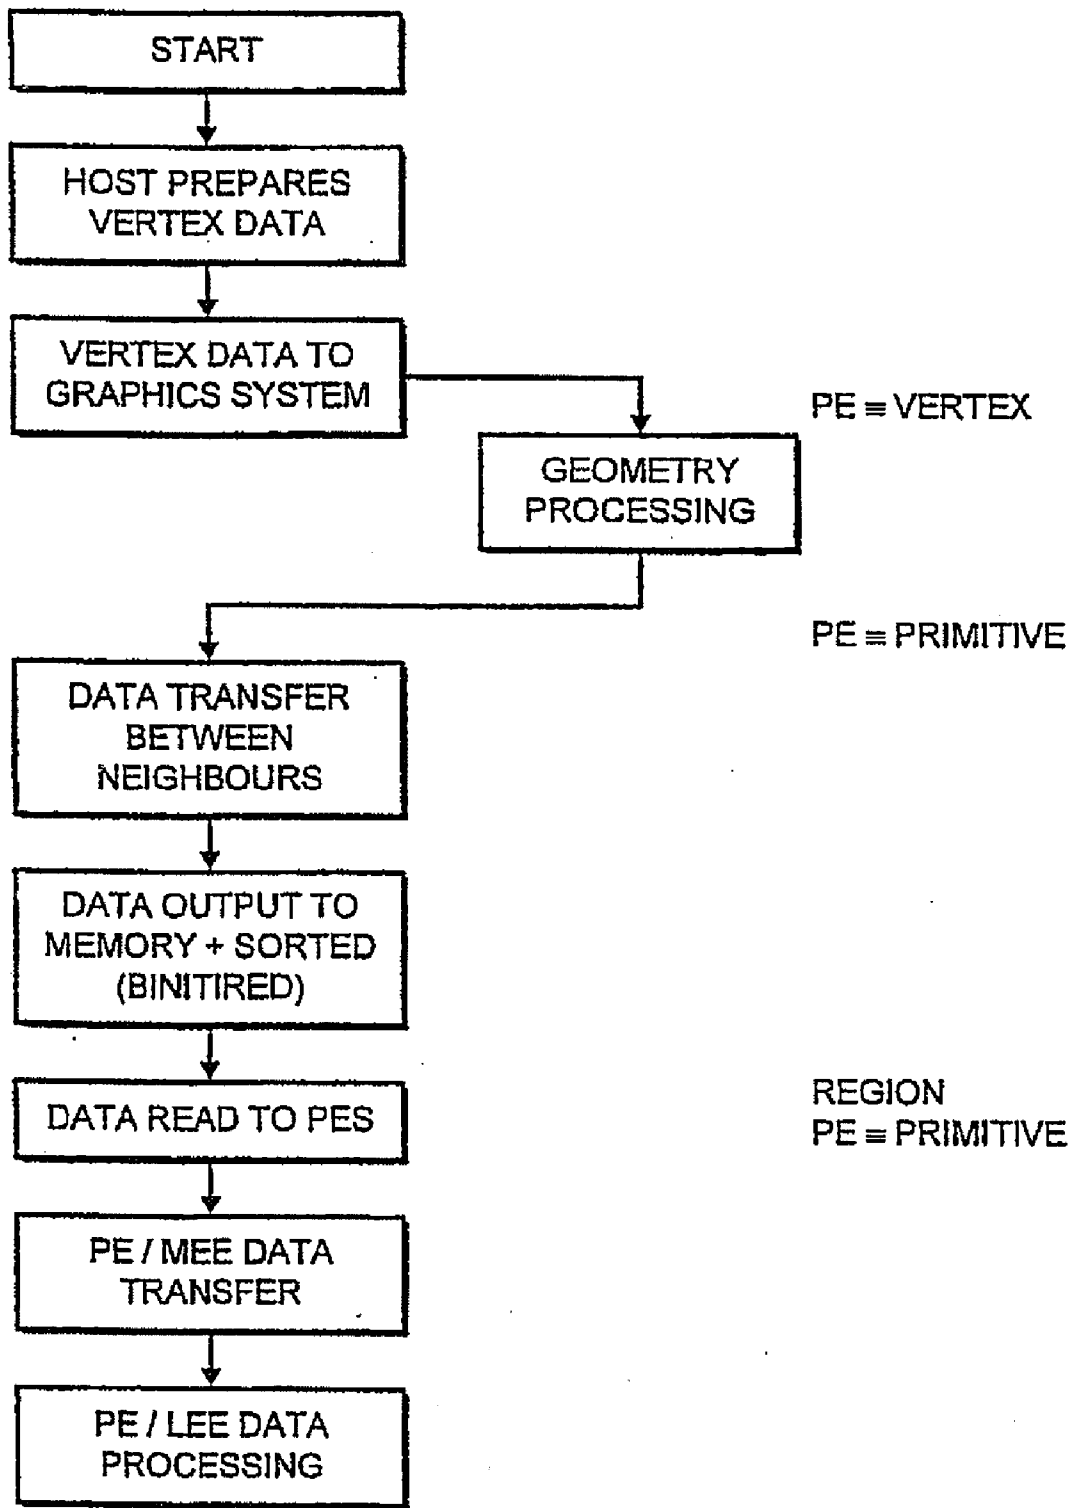 START
HOST PREPARES
VERTEX DATA
VERTEX DATA TO
GRAPHICS SYSTEM
PE ≡ VERTEX
GEOMETRY
PROCESSING
PE ≡ PRIMITIVE
DATA TRANSFER
BETWEEN
NEIGHBOURS
DATA OUTPUT TO
MEMORY + SORTED
(BINITIRED)
DATA READ TO PES
REGION
PE ≡ PRIMITIVE
PE / MEE DATA
TRANSFER
PE / LEE DATA
PROCESSING